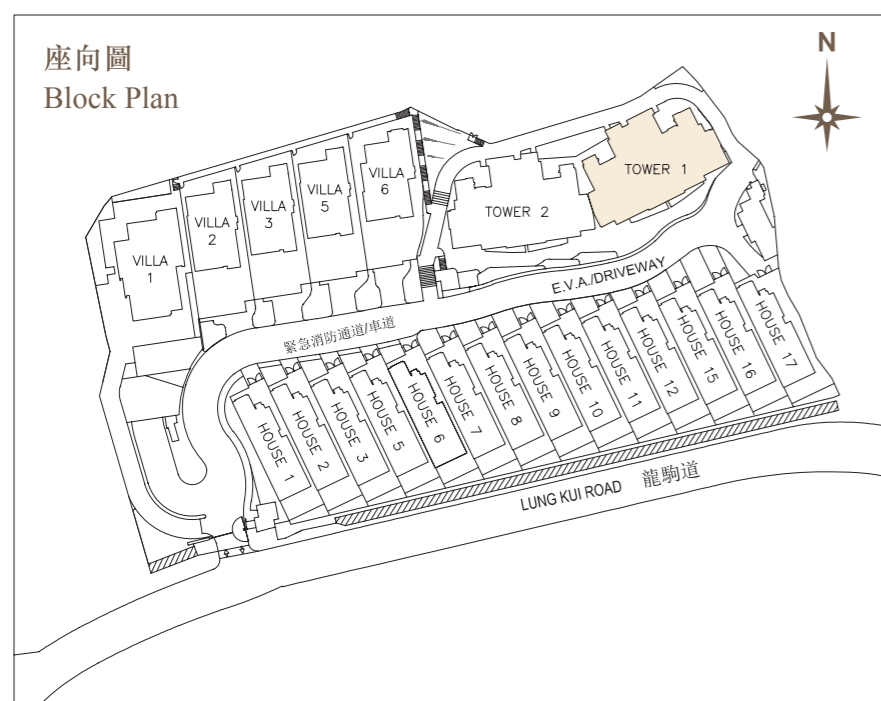 座向圖
Block Plan
N
VILLA
1
VILLA
2
VILLA
3
VILLA
5
VILLA
6
TOWER 2
TOWER 1
E.V.A./DRIVEWAY
緊急消防通道/車道
HOUSE 1
HOUSE 2
HOUSE 3
HOUSE 5
HOUSE 6
HOUSE 7
HOUSE 8
HOUSE 9
HOUSE 10
HOUSE 11
HOUSE 12
HOUSE 15
HOUSE 16
HOUSE 17
LUNG KUI ROAD 龍駒道